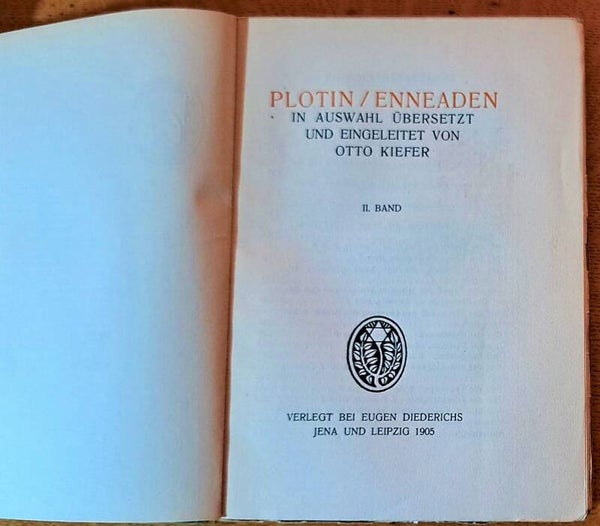 PLOTIN / ENNEADEN
IN AUSWAHL ÜBERSETZT
UND EINGELEITET VON
OTTO KIEFER
II. BAND
VERLEGT BEI EUGEN DIEDERICHS
JENA UND LEIPZIG 1905